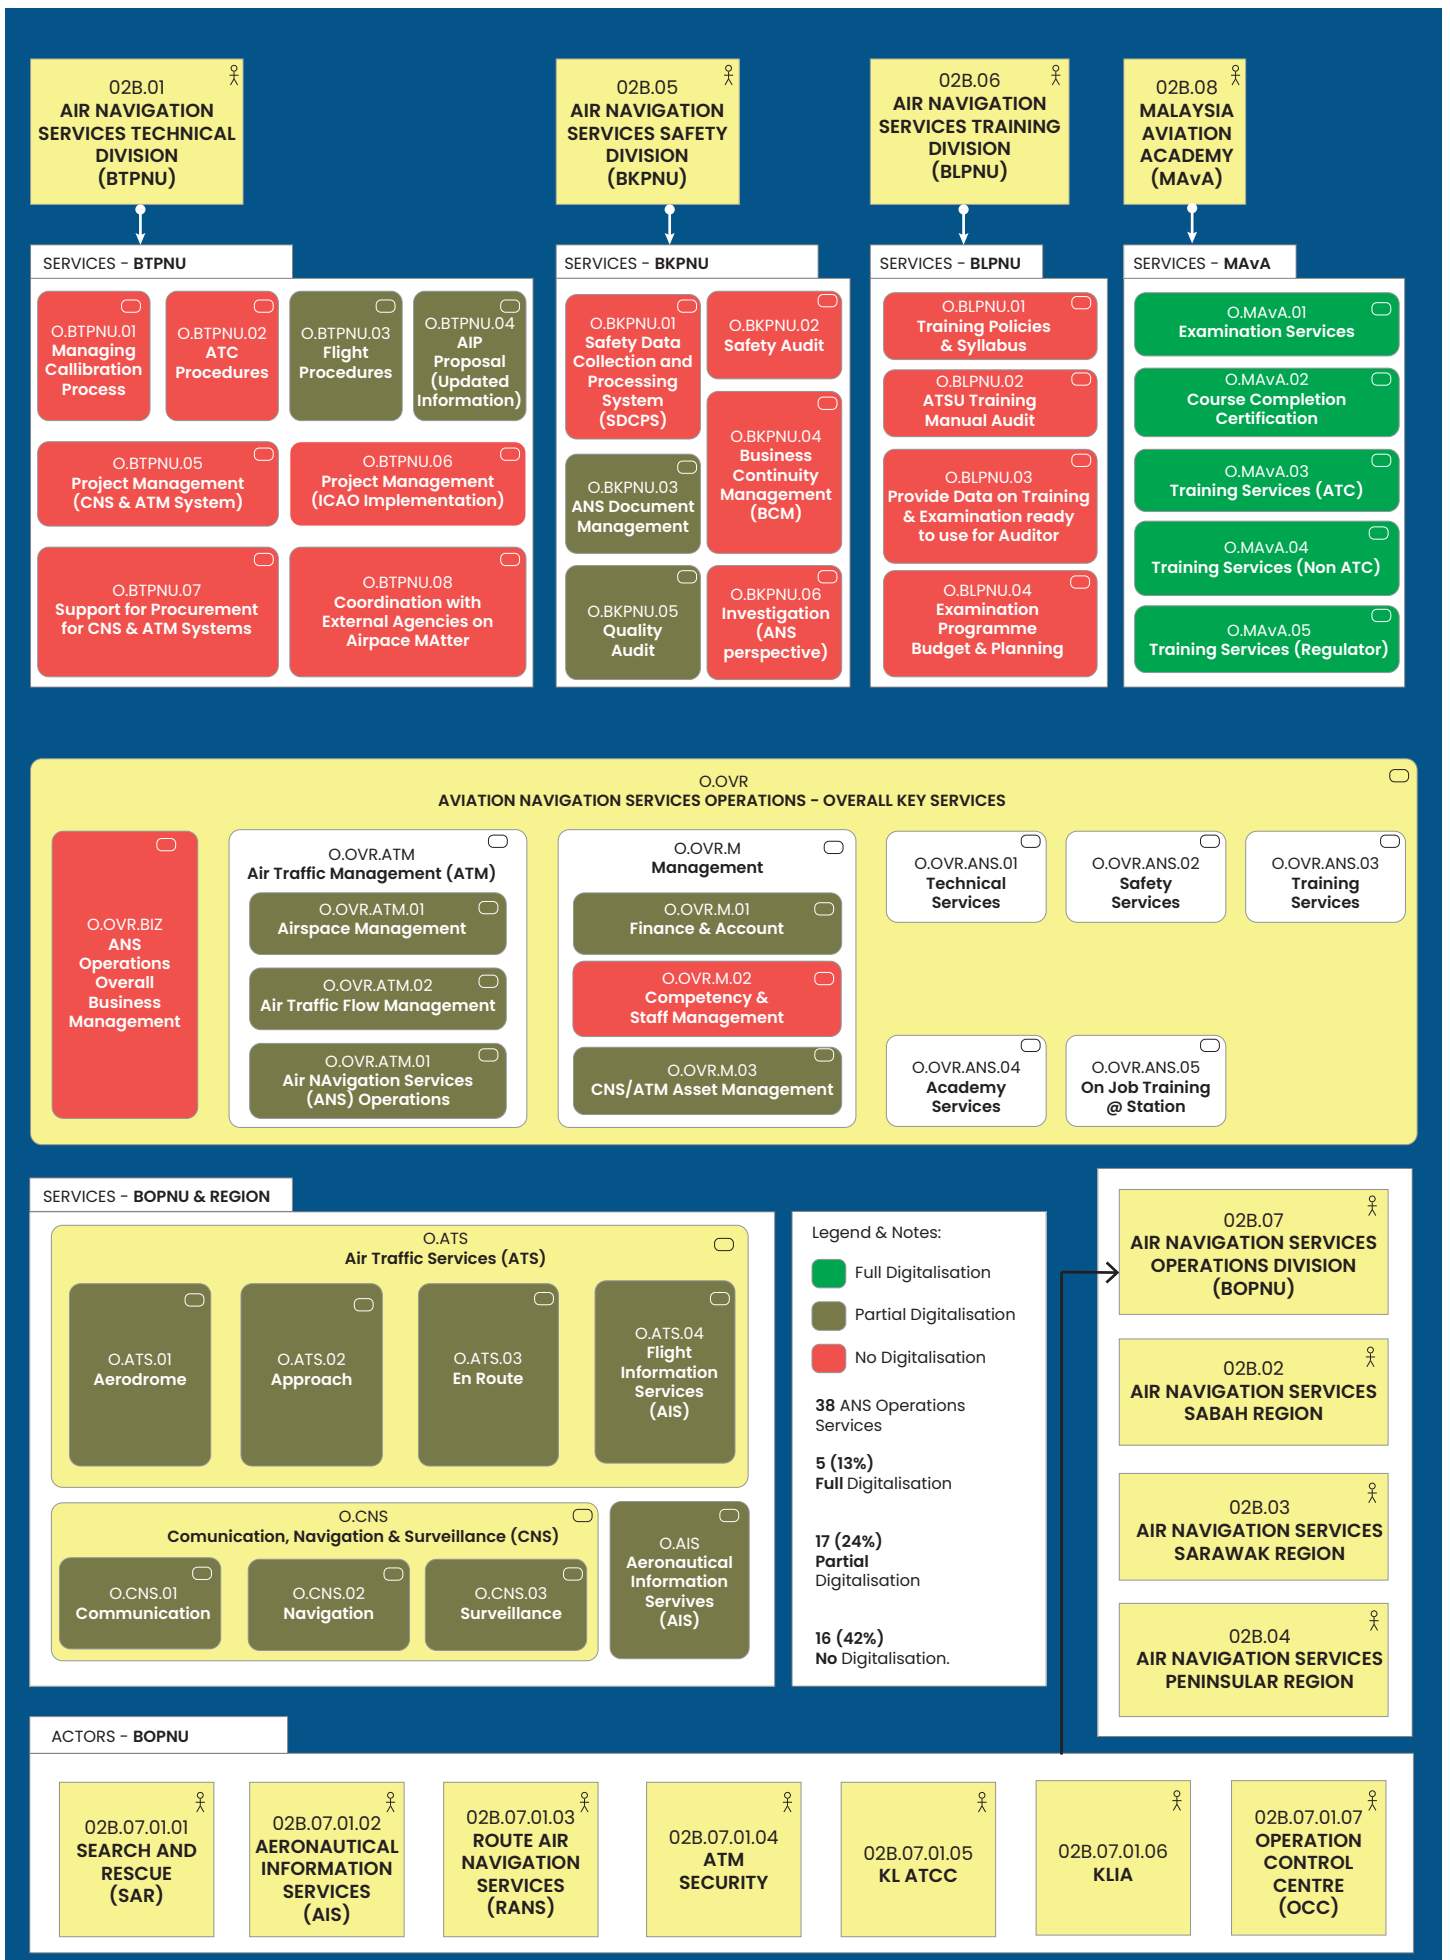 02B.01
AIR NAVIGATION
SERVICES TECHNICAL
DIVISION
(BTPNU)
02B.05
AIR NAVIGATION
SERVICES SAFETY
DIVISION
(BKPNU)
02B.06
AIR NAVIGATION
SERVICES TRAINING
DIVISION
(BLPNU)
02B.08
MALAYSIA
AVIATION
ACADEMY
(MAvA)
SERVICES - BTPNU
O.BTPNU.01
Managing
Callibration
Process
O.BTPNU.02
ATC
Procedures
O.BTPNU.03
Flight
Procedures
O.BTPNU.04
AIP
Proposal
(Updated
Information)
O.BTPNU.05
Project Management
(CNS & ATM System)
O.BTPNU.06
Project Management
(ICAO Implementation)
O.BTPNU.07
Support for Procurement
for CNS & ATM Systems
O.BTPNU.08
Coordination with
External Agencies on
Airpace MAtter
SERVICES - BKPNU
O.BKPNU.01
Safety Data
Collection and
Processing
System
(SDCPS)
O.BKPNU.02
Safety Audit
O.BKPNU.03
ANS Document
Management
O.BKPNU.04
Business
Continuity
Management
(BCM)
O.BKPNU.05
Quality
Audit
O.BKPNU.06
Investigation
(ANS
perspective)
SERVICES - BLPNU
O.BLPNU.01
Training Policies
& Syllabus
O.BLPNU.02
ATSU Training
Manual Audit
O.BLPNU.03
Provide Data on Training
& Examination ready
to use for Auditor
O.BLPNU.04
Examination
Programme
Budget & Planning
SERVICES - MAvA
O.MAvA.01
Examination Services
O.MAvA.02
Course Completion
Certification
O.MAvA.03
Training Services (ATC)
O.MAvA.04
Training Services (Non ATC)
O.MAvA.05
Training Services (Regulator)
O.OVR
AVIATION NAVIGATION SERVICES OPERATIONS - OVERALL KEY SERVICES
O.OVR.BIZ
ANS
Operations
Overall
Business
Management
O.OVR.ATM
Air Traffic Management (ATM)
O.OVR.ATM.01
Airspace Management
O.OVR.ATM.02
Air Traffic Flow Management
O.OVR.ATM.01
Air NAvigation Services
(ANS) Operations
O.OVR.M
Management
O.OVR.M.01
Finance & Account
O.OVR.M.02
Competency &
Staff Management
O.OVR.M.03
CNS/ATM Asset Management
O.OVR.ANS.01
Technical
Services
O.OVR.ANS.02
Safety
Services
O.OVR.ANS.03
Training
Services
O.OVR.ANS.04
Academy
Services
O.OVR.ANS.05
On Job Training
@ Station
SERVICES - BOPNU & REGION
O.ATS
Air Traffic Services (ATS)
O.ATS.01
Aerodrome
O.ATS.02
Approach
O.ATS.03
En Route
O.ATS.04
Flight
Information
Services
(AIS)
O.CNS
Comunication, Navigation & Surveillance (CNS)
O.CNS.01
Communication
O.CNS.02
Navigation
O.CNS.03
Surveillance
O.AIS
Aeronautical
Information
Servives
(AIS)
Legend & Notes:
Full Digitalisation
Partial Digitalisation
No Digitalisation
38 ANS Operations
Services
5 (13%)
Full Digitalisation
17 (24%)
Partial
Digitalisation
16 (42%)
No Digitalisation.
02B.07
AIR NAVIGATION SERVICES
OPERATIONS DIVISION
(BOPNU)
02B.02
AIR NAVIGATION SERVICES
SABAH REGION
02B.03
AIR NAVIGATION SERVICES
SARAWAK REGION
02B.04
AIR NAVIGATION SERVICES
PENINSULAR REGION
ACTORS - BOPNU
02B.07.01.01
SEARCH AND
RESCUE
(SAR)
02B.07.01.02
AERONAUTICAL
INFORMATION
SERVICES
(AIS)
02B.07.01.03
ROUTE AIR
NAVIGATION
SERVICES
(RANS)
02B.07.01.04
ATM
SECURITY
02B.07.01.05
KL ATCC
02B.07.01.06
KLIA
02B.07.01.07
OPERATION
CONTROL
CENTRE
(OCC)